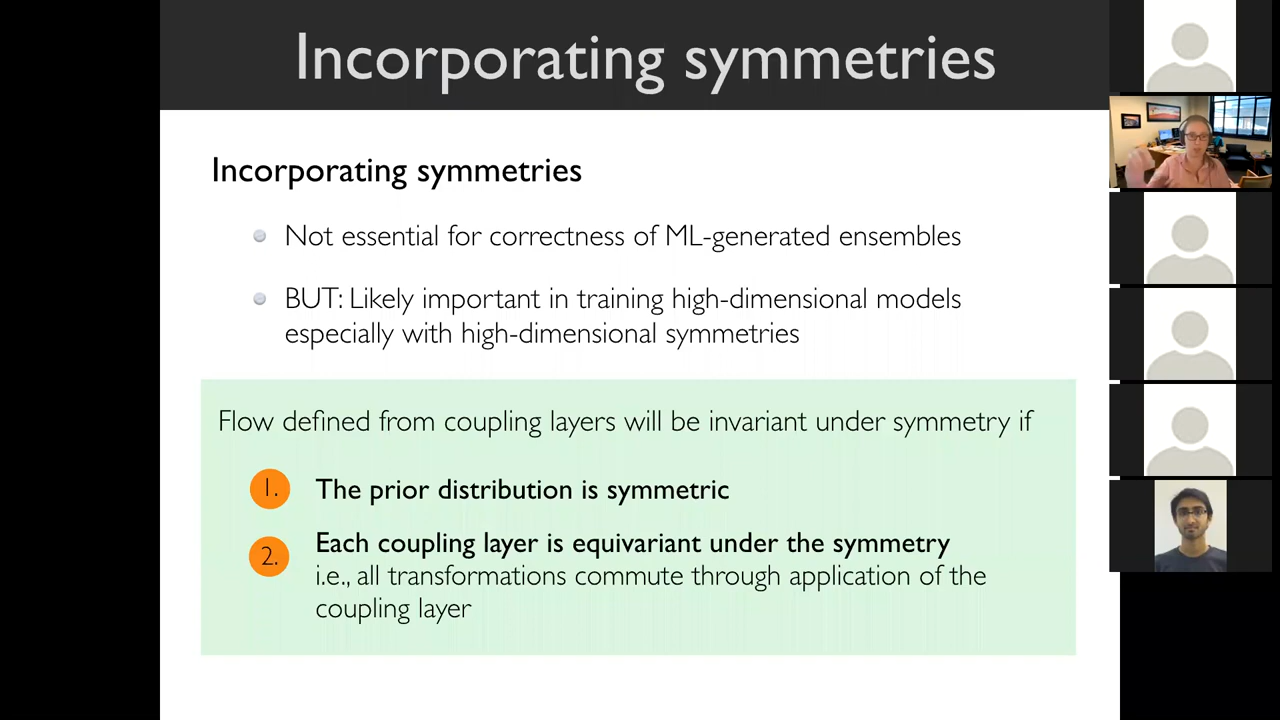 Incorporating symmetries
Incorporating symmetries
Not essential for correctness of ML-generated ensembles
BUT: Likely important in training high-dimensional models
especially with high-dimensional symmetries
Flow defined from coupling layers will be invariant under symmetry if
1. The prior distribution is symmetric
2. Each coupling layer is equivariant under the symmetry
i.e., all transformations commute through application of the
coupling layer